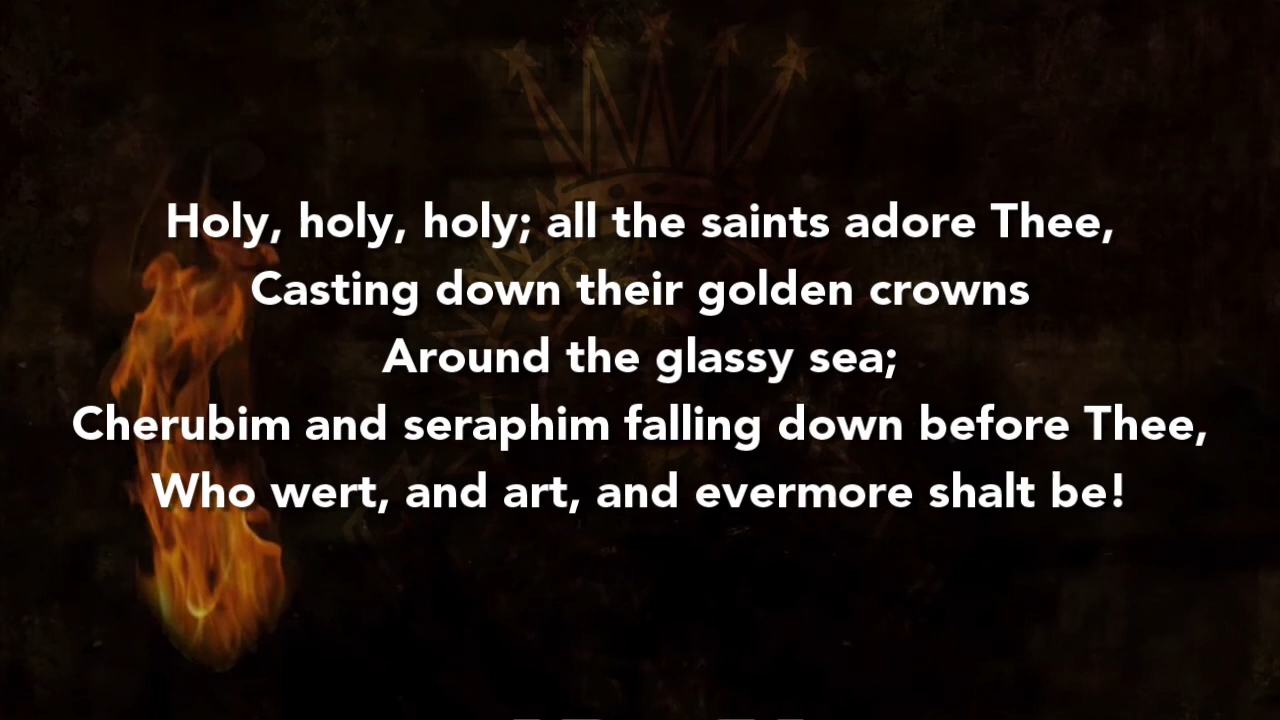 Holy, holy, holy; all the saints adore Thee,
Casting down their golden crowns
Around the glassy sea;
Cherubim and seraphim falling down before Thee,
Who wert, and art, and evermore shalt be!